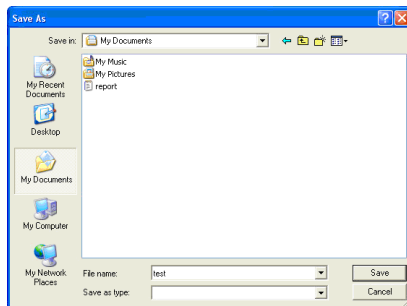 Save As
Save in: My Documents
My Recent
Documents
Desktop
My Documents
My Computer
My Network
Places
My Music
My Pictures
report
File name: test
Save
Save as type:
Cancel